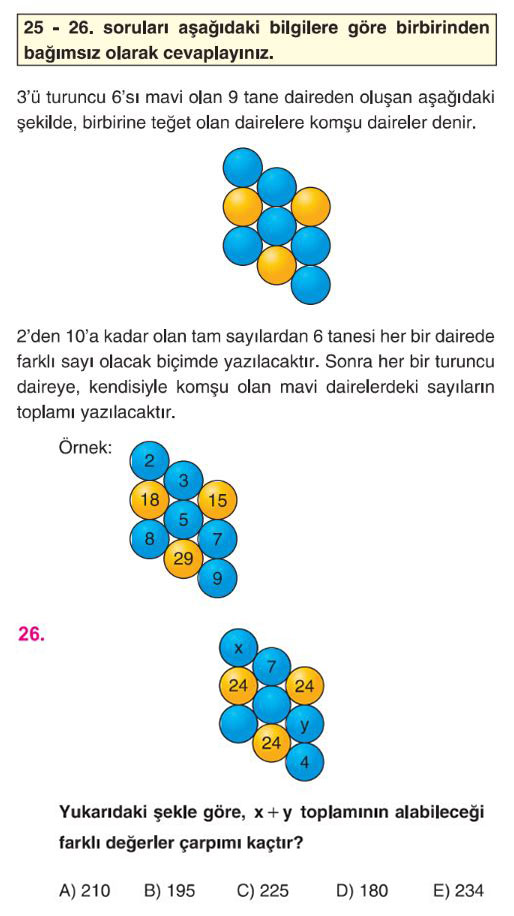 25 - 26. soruları aşağıdaki bilgilere göre birbirinden
bağımsız olarak cevaplayınız.
3'ü turuncu 6'sı mavi olan 9 tane daireden oluşan aşağıdaki
şekilde, birbirine teğet olan dairelere komşu daireler denir.
2'den 10'a kadar olan tam sayılardan 6 tanesi her bir dairede
farklı sayı olacak biçimde yazılacaktır. Sonra her bir turuncu
daireye, kendisiyle komşu olan mavi dairelerdeki sayıların
toplamı yazılacaktır.
Örnek:
2
3
18
15
5
8
7
29
9
26.
x
7
24
24
y
24
4
Yukarıdaki şekle göre, x + y toplamının alabileceği
farklı değerler çarpımı kaçtır?
A) 210 B) 195 C) 225 D) 180 E) 234